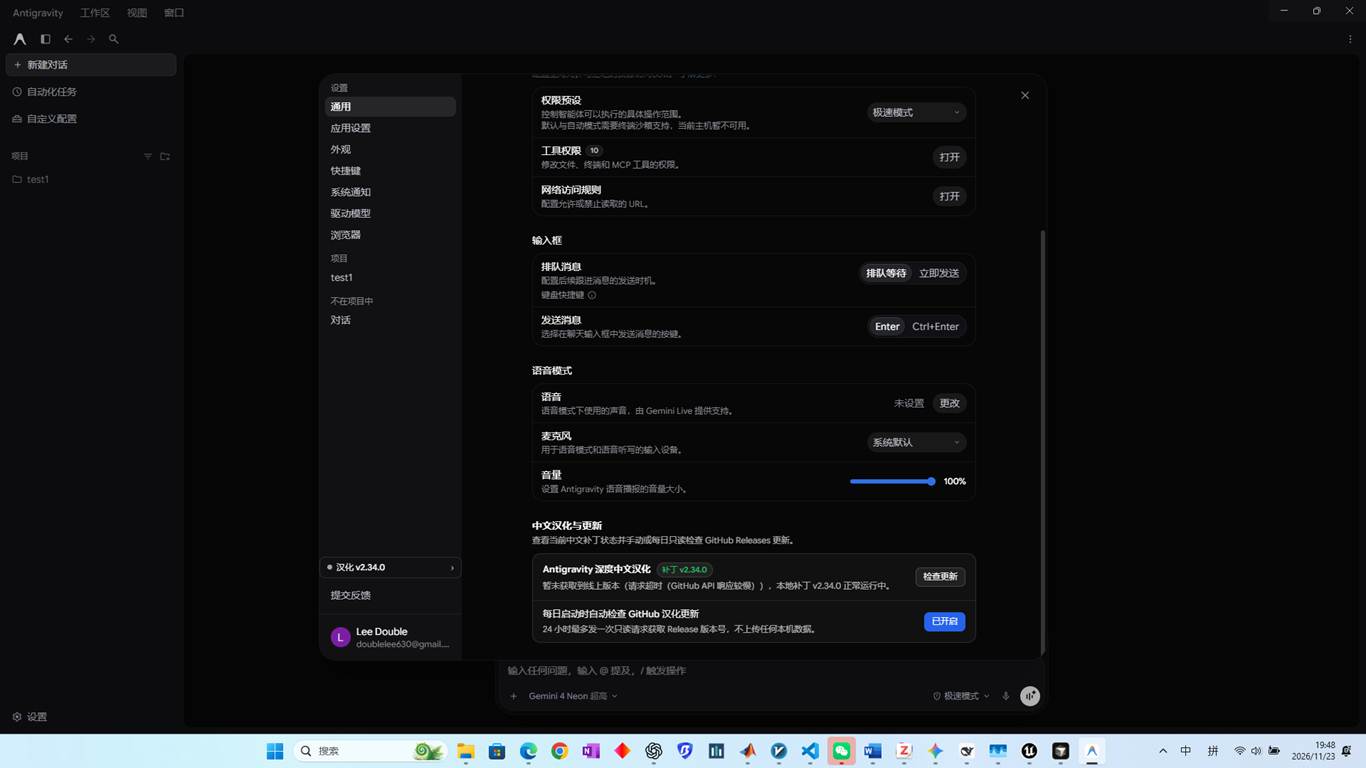 Antigravity 工作区 视图 窗口
新建对话
自动化任务
自定义配置
项目
test1
设置
设置
通用
应用设置
外观
快捷键
系统通知
驱动模型
浏览器
项目
test1
不在项目中
对话
汉化 v2.34.0
提交反馈
L
Lee Double
doublelee630@gmail....
权限预设
控制智能体可以执行的具体操作范围。
默认与自动模式需要终端沙箱支持，当前主机暂不可用。
极速模式
工具权限 10
修改文件、终端和 MCP 工具的权限。
打开
网络访问规则
配置允许或禁止读取的 URL。
打开
输入框
排队消息
配置后续跟进消息的发送时机。
键盘快捷键
排队等待 立即发送
发送消息
选择在聊天输入框中发送消息的按键。
Enter Ctrl+Enter
语音模式
语音
语音模式下使用的声音，由 Gemini Live 提供支持。
未设置 更改
麦克风
用于语音模式和语音听写的输入设备。
系统默认
音量
设置 Antigravity 语音播报的音量大小。
100%
中文汉化与更新
查看当前中文补丁状态并手动或每日只读检查 GitHub Releases 更新。
Antigravity 深度中文汉化 补丁 v2.34.0
暂未获取到线上版本（请求超时（GitHub API 响应较慢）），本地补丁 v2.34.0 正常运行中。
检查更新
每日启动时自动检查 GitHub 汉化更新
24 小时最多发一次只读请求获取 Release 版本号，不上传任何本机数据。
已开启
输入任何问题，输入 @ 提及，/ 触发操作
Gemini 4 Neon 超高
极速模式
搜索
中 拼
19:48
2026/11/23